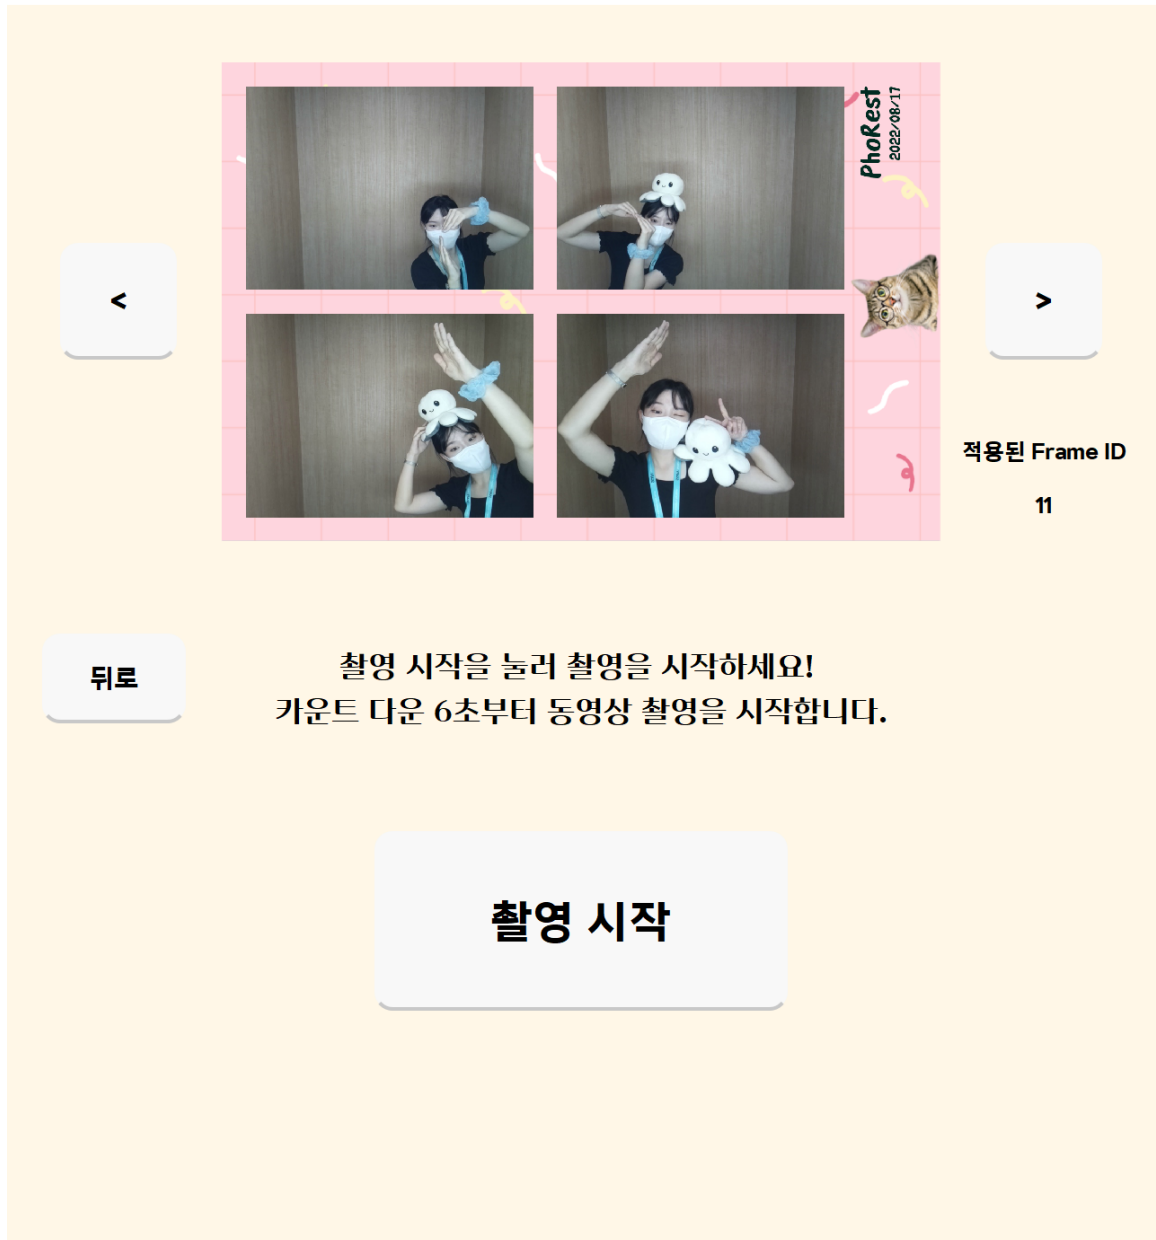 PhoRest
2022/08/17
<
>
적용된 Frame ID
11
뒤로
촬영 시작을 눌러 촬영을 시작하세요!
카운트 다운 6초부터 동영상 촬영을 시작합니다.
촬영 시작